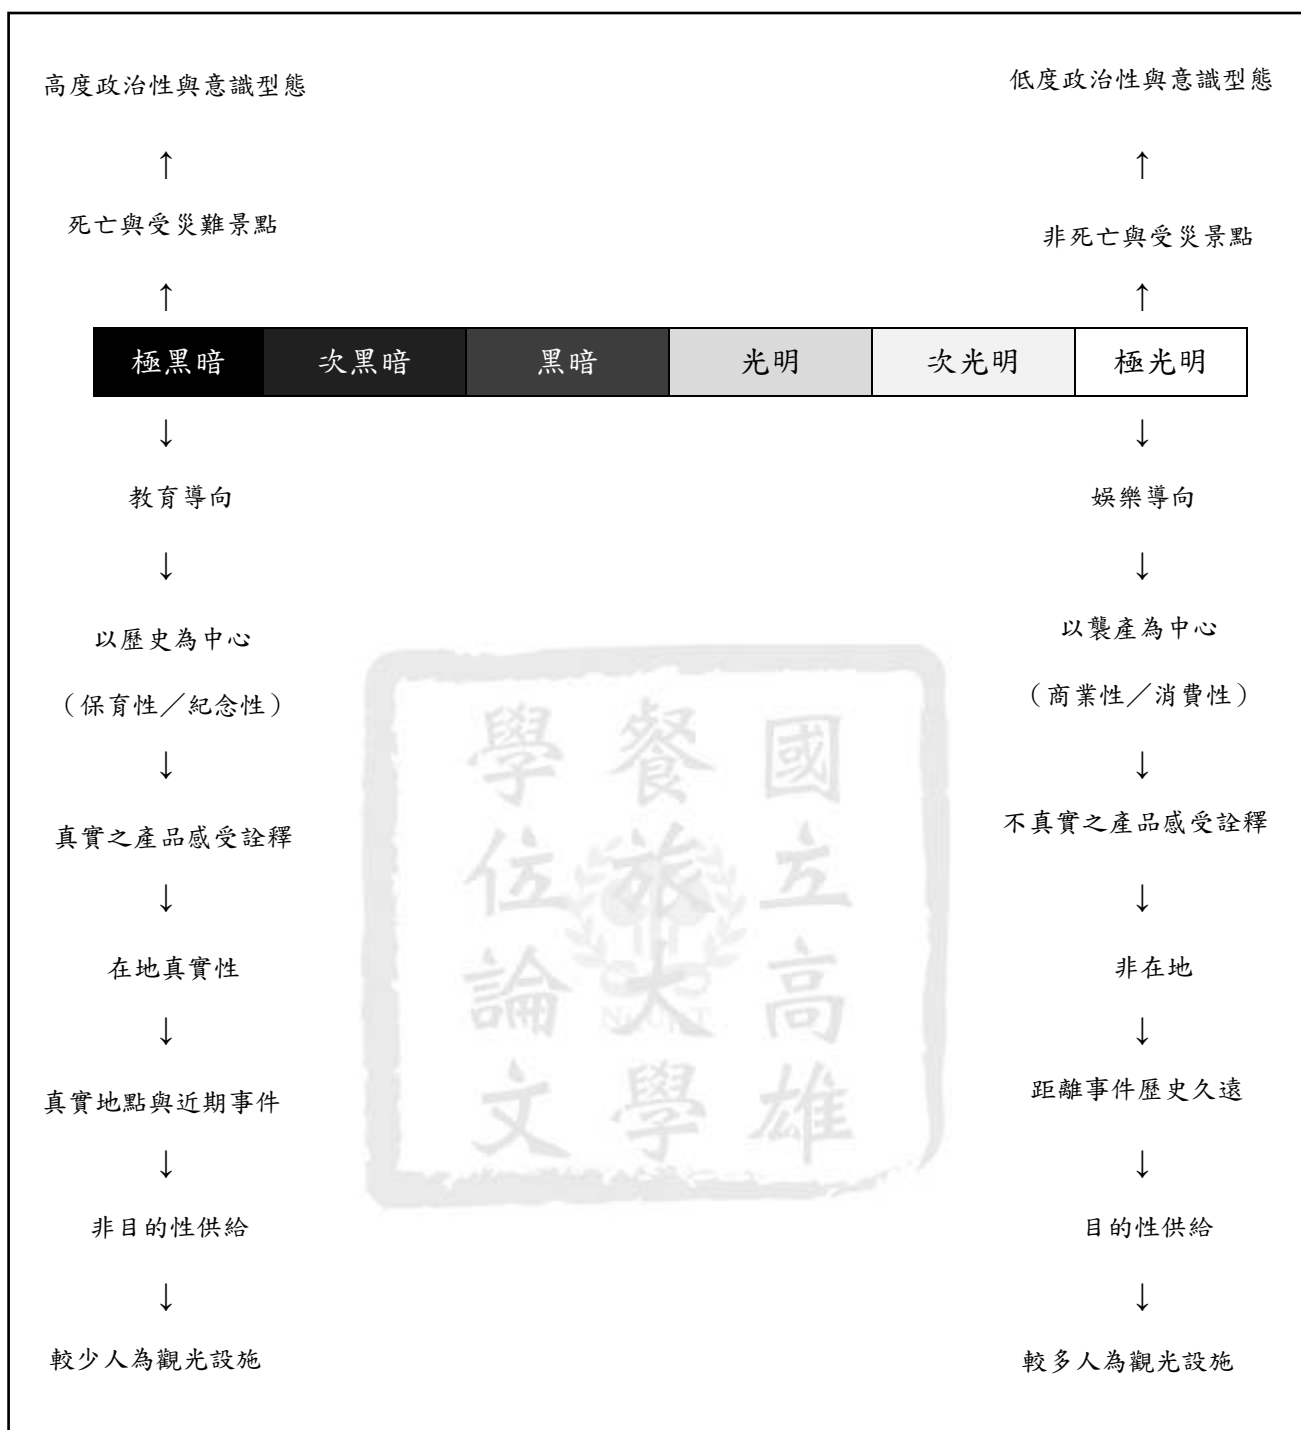 高度政治性與意識型態 低度政治性與意識型態
↑ ↑
死亡與受災難景點 非死亡與受災景點
↑ ↑
極黑暗 次黑暗 黑暗 光明 次光明 極光明
↓ ↓
教育導向 娛樂導向
↓ ↓
以歷史為中心 以襲產為中心
（保育性／紀念性） （商業性／消費性）
↓ ↓
真實之產品感受詮釋 不真實之產品感受詮釋
↓ ↓
在地真實性 非在地
↓ ↓
真實地點與近期事件 距離事件歷史久遠
↓ ↓
非目的性供給 目的性供給
↓ ↓
較少人為觀光設施 較多人為觀光設施
國立高雄
餐旅大學
學位論文